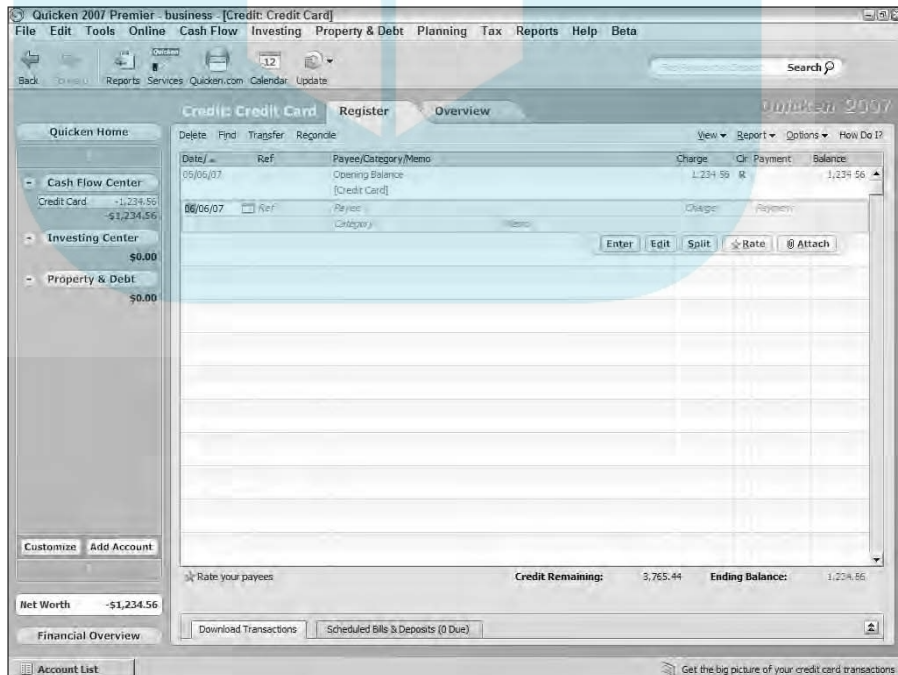 Quicken 2007 Premier - business - [Credit: Credit Card]
File Edit Tools Online Cash Flow Investing Property & Debt Planning Tax Reports Help Beta
Back Reports Services Quicken.com Calendar Update Search
Credit: Credit Card Register Overview Quicken 2007
Quicken Home
Delete Find Transfer Reconcile View Report Options How Do I?
Date/ Ref Payee/Category/Memo Charge Clr Payment Balance
06/06/07 Opening Balance 1,234 56 R 1,234 56
[Credit Card]
Cash Flow Center
Credit Card -1,234.56
-$1,234.56
06/06/07 Ref Payee Charge Payment
Category Memo
Enter Edit Split Rate Attach
Investing Center
$0.00
Property & Debt
$0.00
Customize Add Account
Rate your payees Credit Remaining: 3,765.44 Ending Balance: 1,234.56
Net Worth -$1,234.56
Download Transactions Scheduled Bills & Deposits (0 Due)
Financial Overview
Account List Get the big picture of your credit card transactions